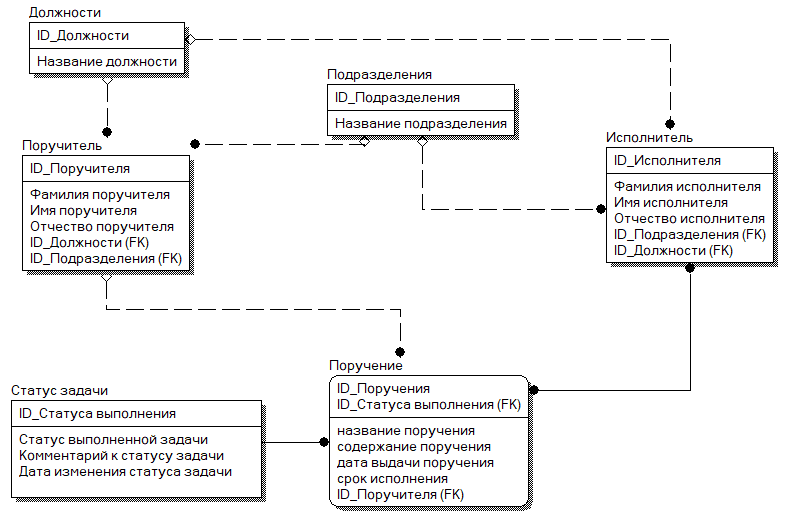 Должности
ID_Должности
Название должности
Подразделения
ID_Подразделения
Название подразделения
Поручитель
ID_Поручителя
Фамилия поручителя
Имя поручителя
Отчество поручителя
ID_Должности (FK)
ID_Подразделения (FK)
Исполнитель
ID_Исполнителя
Фамилия исполнителя
Имя исполнителя
Отчество исполнителя
ID_Подразделения (FK)
ID_Должности (FK)
Статус задачи
ID_Статуса выполнения
Статус выполненной задачи
Комментарий к статусу задачи
Дата изменения статуса задачи
Поручение
ID_Поручения
ID_Статуса выполнения (FK)
название поручения
содержание поручения
дата выдачи поручения
срок исполнения
ID_Поручителя (FK)